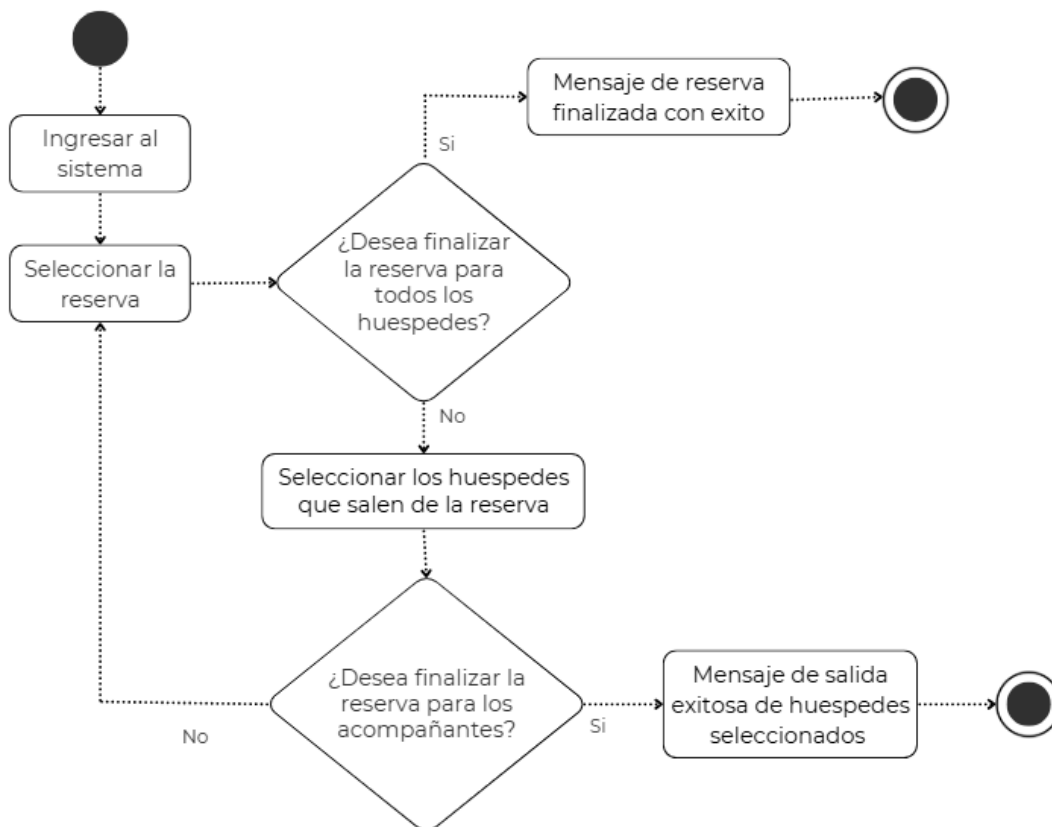 Ingresar al
sistema
Seleccionar la
reserva
¿Desea finalizar
la reserva para
todos los
huespedes?
Si
Mensaje de reserva
finalizada con exito
No
Seleccionar los huespedes
que salen de la reserva
¿Desea finalizar la
reserva para los
acompañantes?
No
Si
Mensaje de salida
exitosa de huespedes
seleccionados